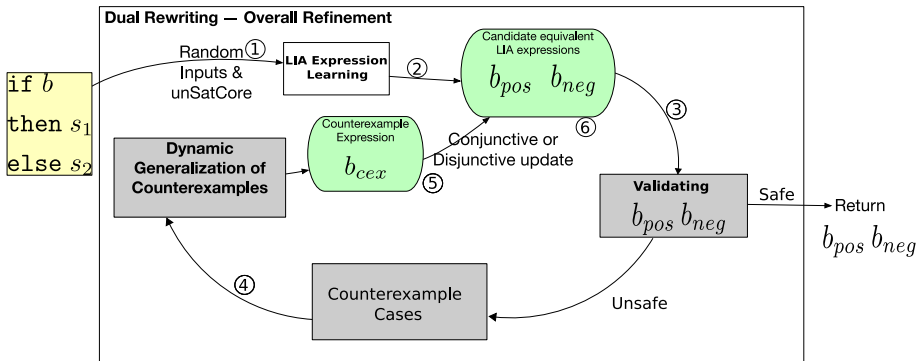 Dual Rewriting — Overall Refinement
if b
then s1
else s2
Random ①
Inputs &
unSatCore
LIA Expression
Learning
②
Candidate equivalent
LIA expressions
bpos bneg
⑥
③
Counterexample
Expression
bcex
⑤
Conjunctive or
Disjunctive update
Dynamic
Generalization of
Counterexamples
Validating
bpos bneg
Safe
Return
bpos bneg
④
Counterexample
Cases
Unsafe